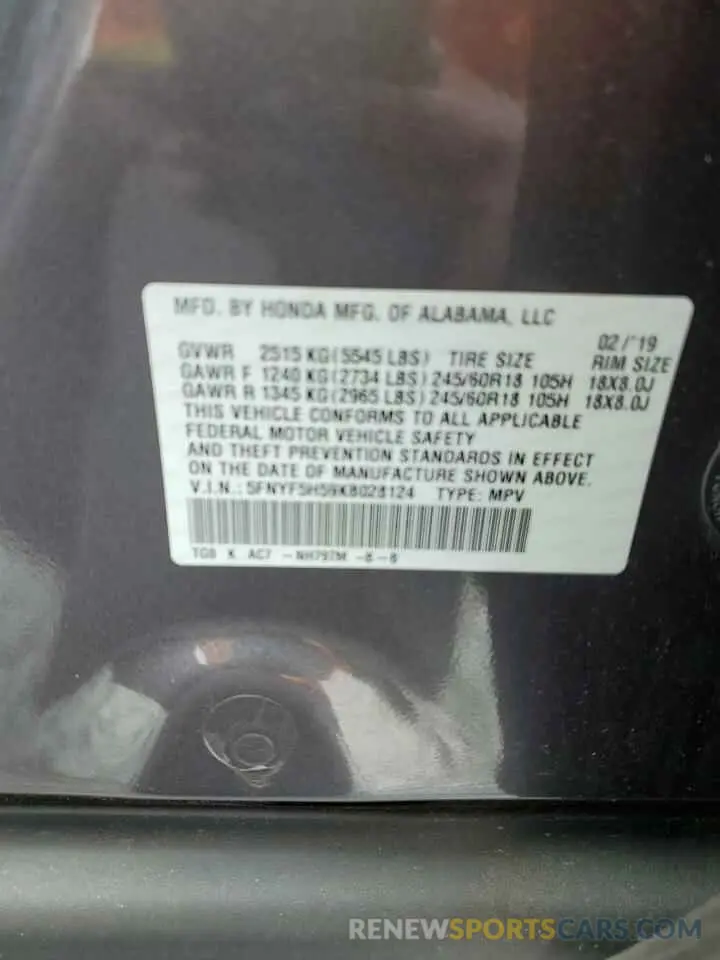 MFD. BY HONDA MFG. OF ALABAMA, LLC
02/'19
GVWR 2515 KG(5545 LBS) TIRE SIZE RIM SIZE
GAWR F 1240 KG(2734 LBS) 245/60R18 105H 18X8.0J
GAWR R 1345 KG(2965 LBS) 245/60R18 105H 18X8.0J
THIS VEHICLE CONFORMS TO ALL APPLICABLE
FEDERAL MOTOR VEHICLE SAFETY
AND THEFT PREVENTION STANDARDS IN EFFECT
ON THE DATE OF MANUFACTURE SHOWN ABOVE.
V.I.N.: 5FNYF5H59KB028124 TYPE: MPV
TG8 K AC7 -NH797M -B-B
RENEWSPORTSCARS.COM